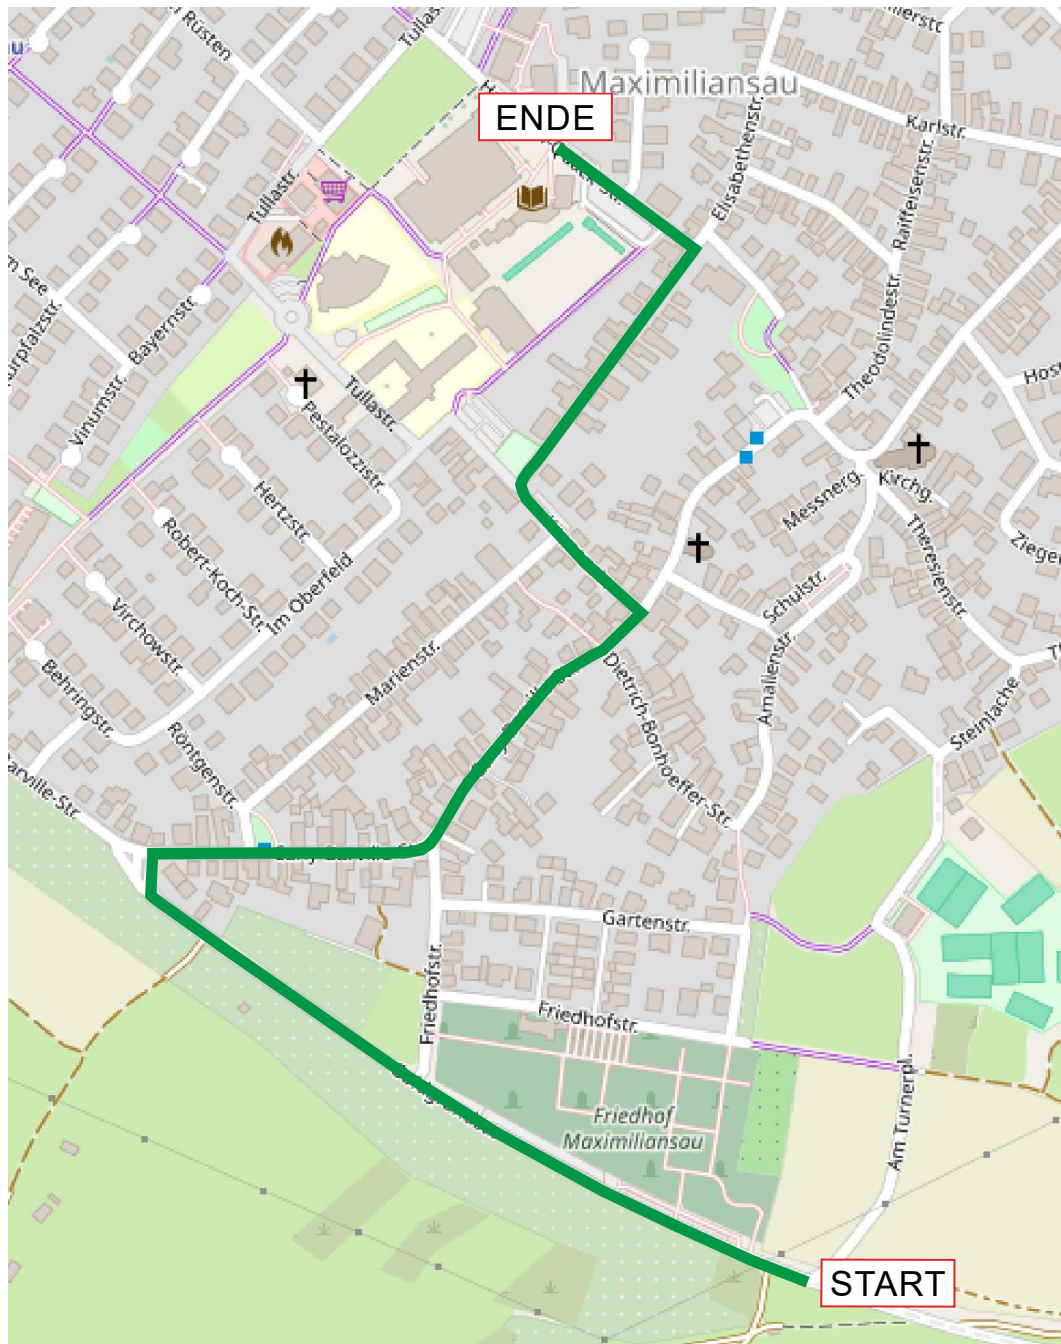 Rüsten
Maximiliansau
ENDE
Karlstr.
Elisabethenstr.
Raiffeisenstr.
Tullastr.
Bayernstr.
Vinumstr.
Theodolindestr.
Tullastr.
Pestalozzistr.
Hertzstr.
Robert-Koch-Str.
Im Oberfeld
Virchowstr.
Behringstr.
Röntgenstr.
Marienstr.
Messnerg.
Kirchg.
Theresienstr.
Schulstr.
Amalienstr.
Dietrich-Bonhoeffer-Str.
Steinlache
Gartenstr.
Friedhofstr.
Friedhofstr.
Friedhof
Maximiliansau
Am Turnerpl.
START